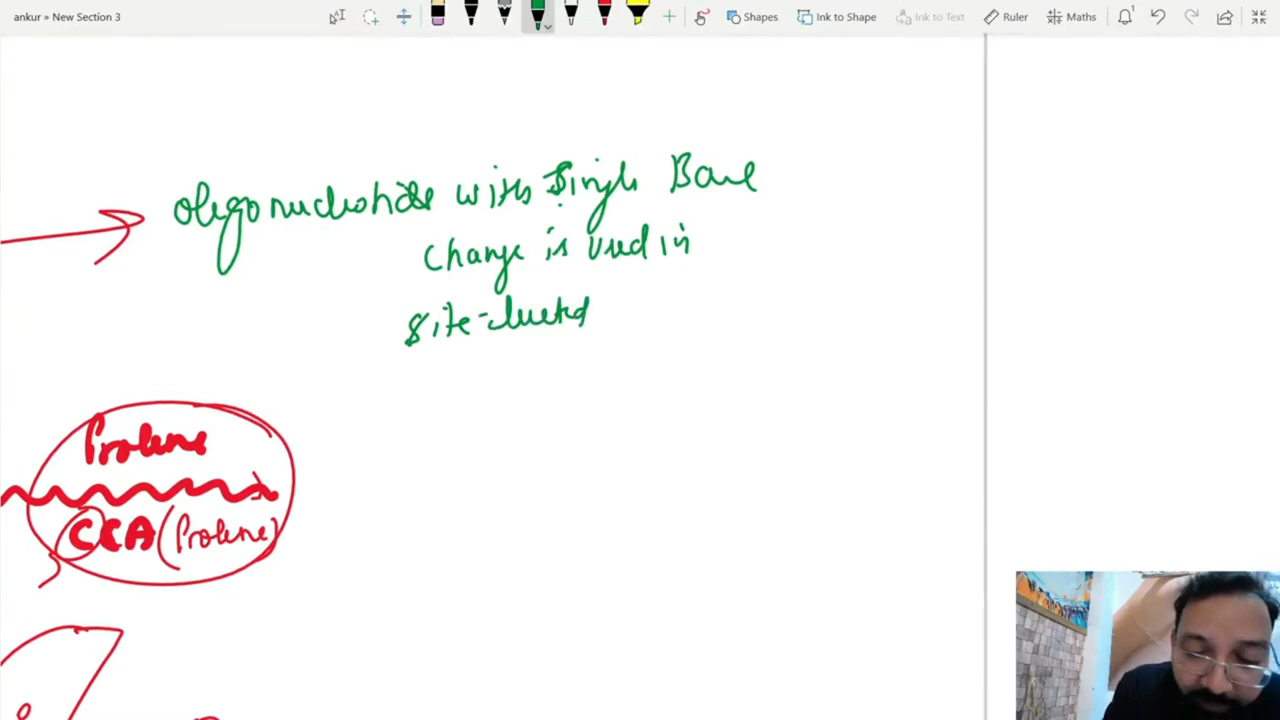 ankur » New Section 3
Shapes
Ink to Shape
Ink to Text
Ruler
Maths
oligonucleotide with Single Base
change is used in
site-directed
Proline
CCA (Proline)